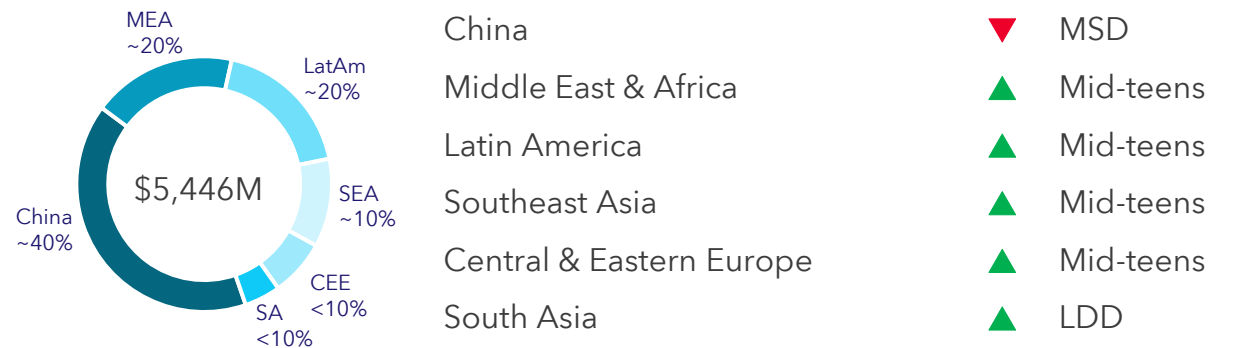 MEA
~20%
LatAm
~20%
SEA
~10%
CEE
<10%
SA
<10%
China
~40%
$5,446M
China MSD
Middle East & Africa Mid-teens
Latin America Mid-teens
Southeast Asia Mid-teens
Central & Eastern Europe Mid-teens
South Asia LDD